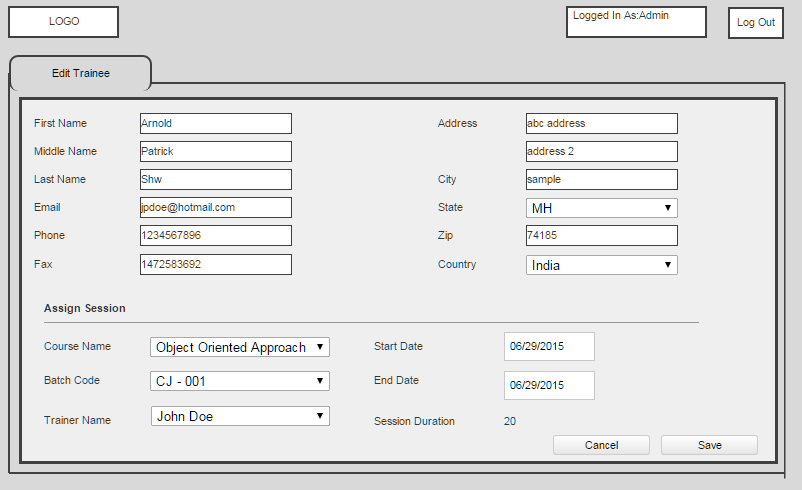 LOGO
Logged In As:Admin
Log Out
Edit Trainee
First Name Arnold Address abc address
Middle Name Patrick address 2
Last Name Shw City sample
Email jpdoe@hotmail.com State MH
Phone 1234567896 Zip 74185
Fax 1472583692 Country India
Assign Session
Course Name Object Oriented Approach Start Date 06/29/2015
Batch Code CJ - 001 End Date 06/29/2015
Trainer Name John Doe Session Duration 20
Cancel Save